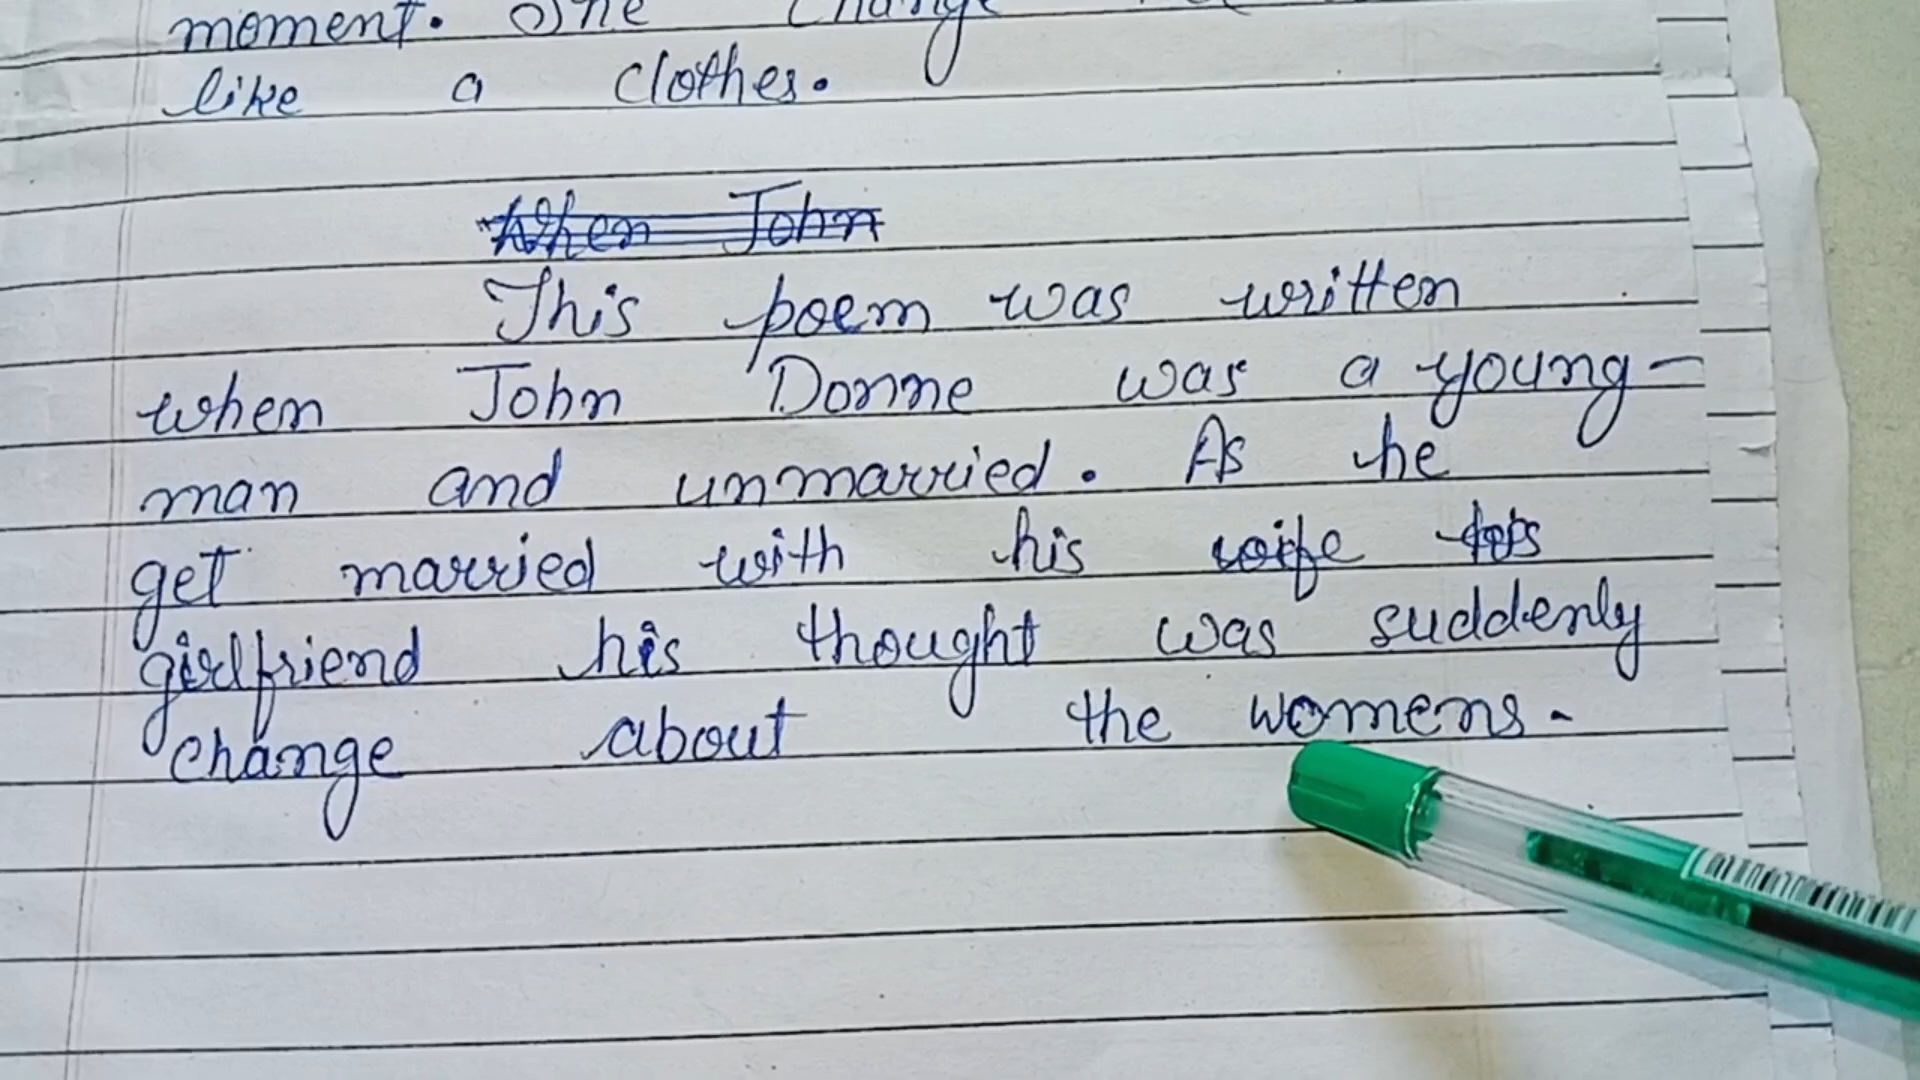 moment. She change
like a clothes.
When John
This poem was written
when John Donne was a young-
man and unmarried. As he
get married with his wife
girlfriend his thought was suddenly
change about the womens.